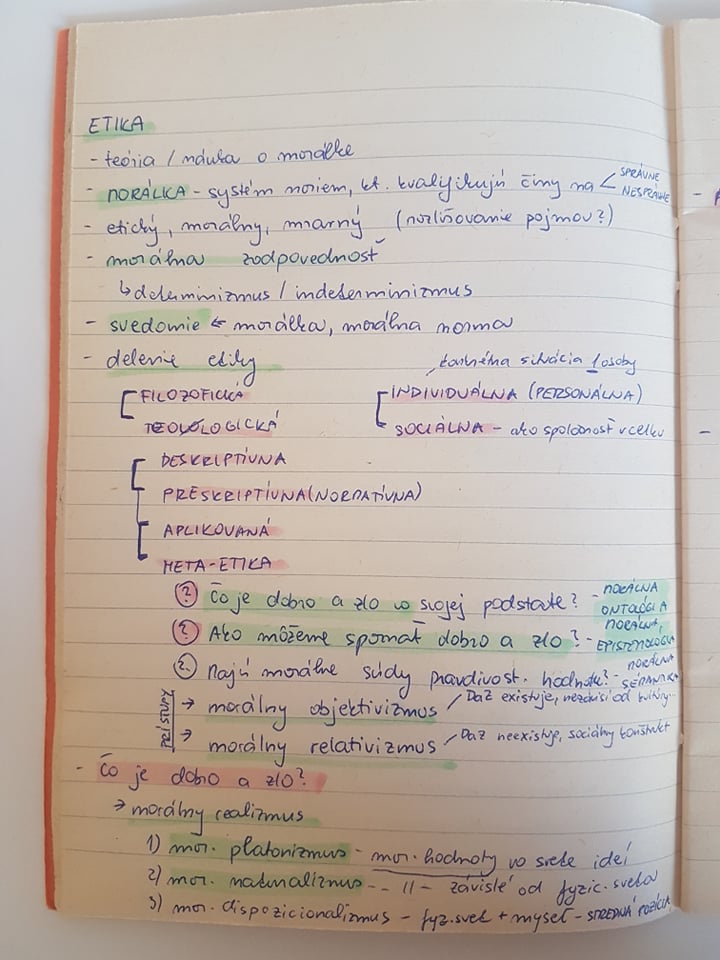 ETIKA
- teória / náuka o morálke
- MORÁLKA - systém noriem, kt. kvalifikujú činy na < SPRÁVNE
NESPRÁVNE
- etický, morálny, mravný (rozlišovanie pojmov?)
- morálna zodpovednosť
↳ determinizmus / indeterminizmus
- svedomie ← morálka, morálna norma
- delenie etiky
konkrétna situácia 1 osoby
FILOZOFICKÁ
INDIVIDUÁLNA (PERSONÁLNA)
TEOLOGICKÁ
SOCIÁLNA - ako spoločnosť v celku
DESKRIPTÍVNA
PRESKRIPTÍVNA (NORMATÍVNA)
APLIKOVANÁ
META-ETIKA
? Čo je dobro a zlo vo svojej podstate? - MORÁLNA
ONTOLÓGIA
? Ako môžeme spoznať dobro a zlo? - MORÁLNA
EPISTEMOLÓGIA
? Majú morálne súdy pravdivost. hodnotu? - MORÁLNA
SÉMANTIKA
PRÍSTUPY
→ morálny objektivizmus / DaZ existuje, nezávisí od kultúry...
→ morálny relativizmus / DaZ neexistuje, sociálny konštrukt
- Čo je dobro a zlo?
→ morálny realizmus
1) mor. platonizmus - mor. hodnoty vo svete ideí
2) mor. naturalizmus - - 11 - závislé od fyzic. sveta
3) mor. dispozicionalizmus - fyz. svet + myseľ - STREDNÁ POZÍCIA